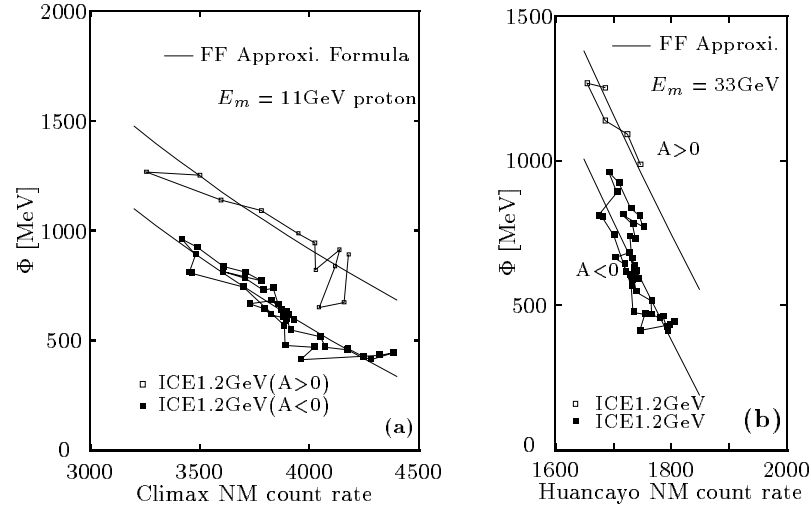 2000
1500
1000
500
0
Φ [MeV]
FF Approxi. Formula
E_m = 11GeV proton
ICE1.2GeV(A>0)
ICE1.2GeV(A<0)
(a)
3000 3500 4000 4500
Climax NM count rate
1500
1000
500
0
Φ [MeV]
FF Approxi.
E_m = 33GeV
A>0
A<0
ICE1.2GeV
ICE1.2GeV
(b)
1600 1800 2000
Huancayo NM count rate